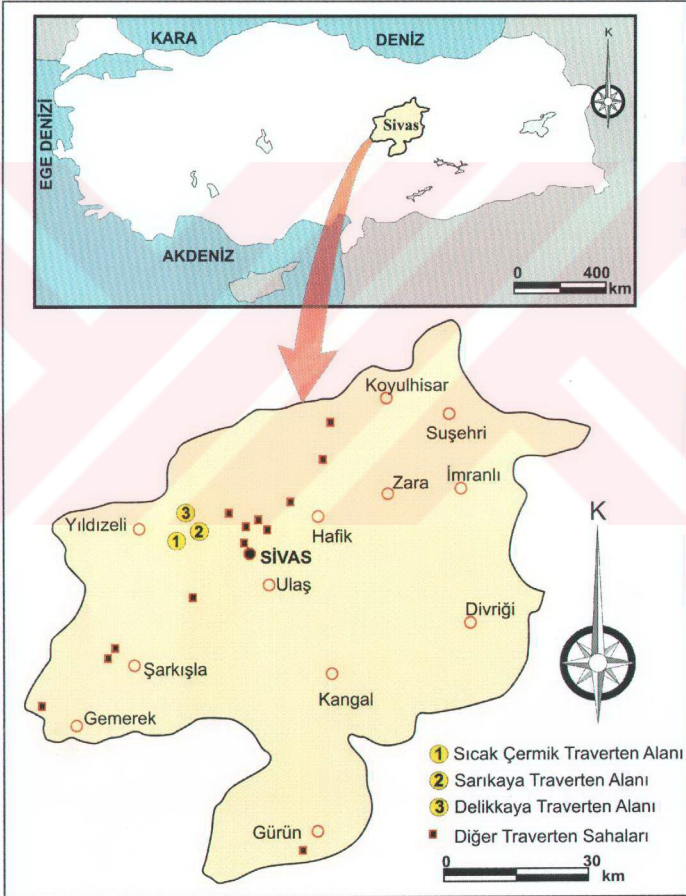 KARA DENİZ
K
Sivas
EGE DENİZİ
AKDENİZ
0 400
km
Koyulhisar
Suşehri
Zara
İmranlı
3
Yıldızeli
2
Hafik
1
SİVAS
K
Ulaş
Divriği
Şarkışla
Kangal
Gemerek
1 Sıcak Çermik Traverten Alanı
2 Sarıkaya Traverten Alanı
3 Delikkaya Traverten Alanı
Gürün
Diğer Traverten Sahaları
0 30
km